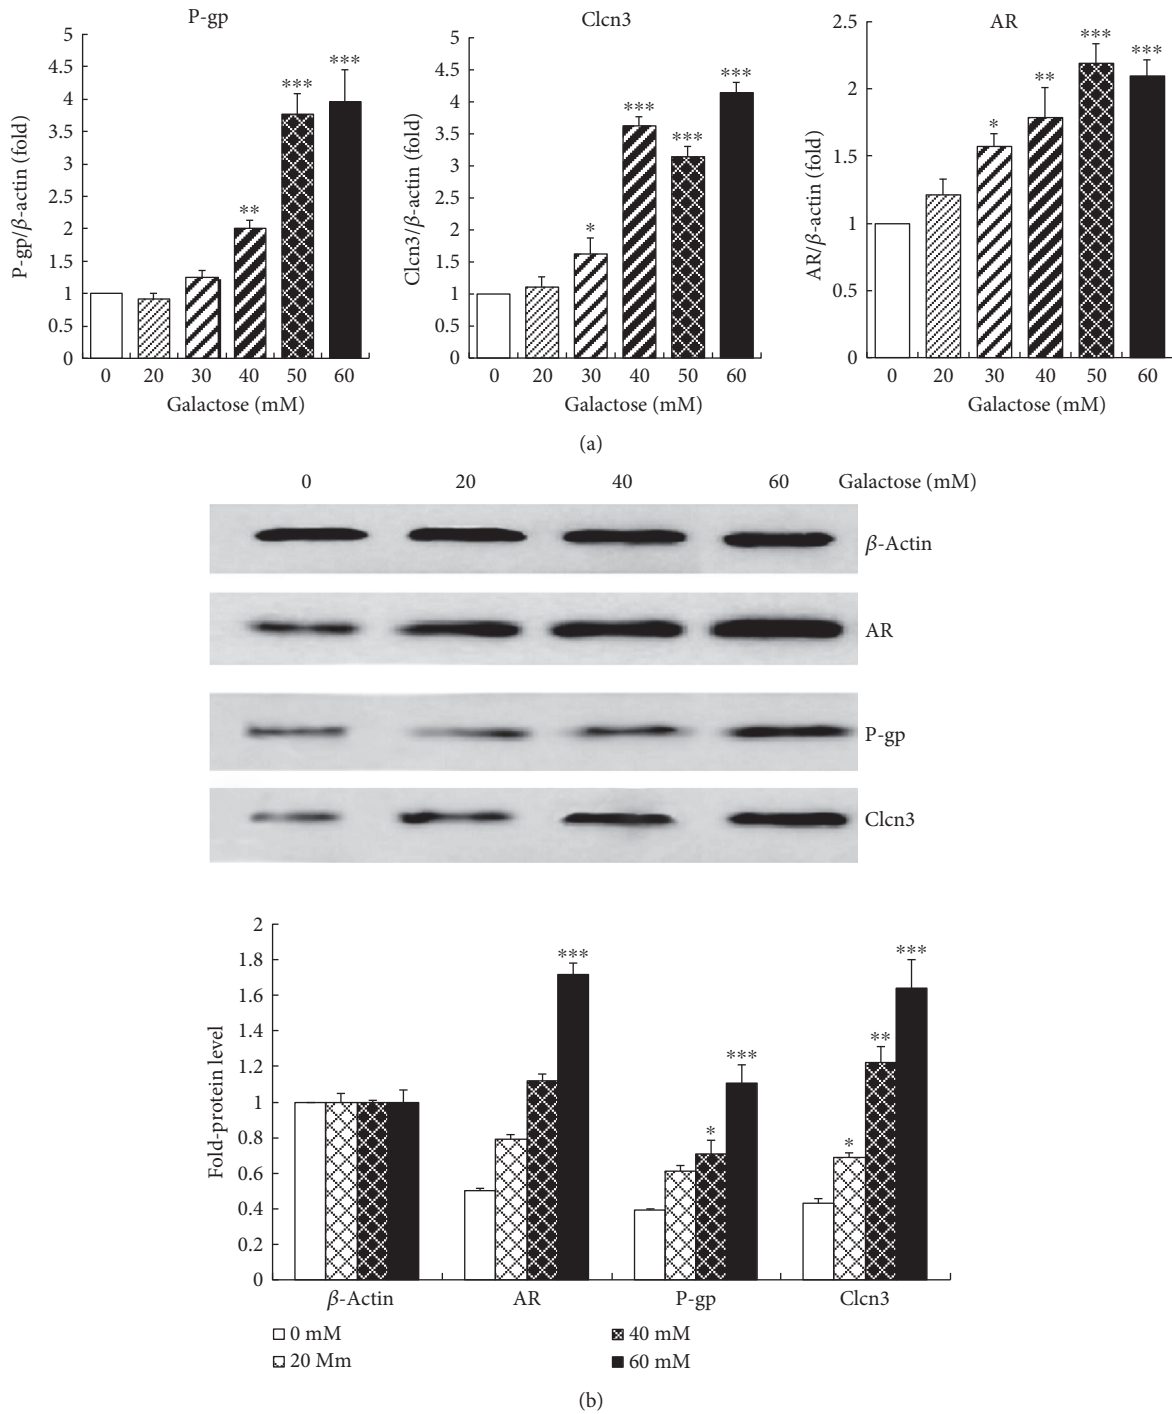 P-gp
5
4.5
4
3.5
3
2.5
2
1.5
1
0.5
0
P-gp/β-actin (fold)
** *** ***
0 20 30 40 50 60
Galactose (mM)
Clcn3
5
4.5
4
3.5
3
2.5
2
1.5
1
0.5
0
Clcn3/β-actin (fold)
* *** *** ***
0 20 30 40 50 60
Galactose (mM)
AR
2.5
2
1.5
1
0.5
0
AR/β-actin (fold)
* ** *** ***
0 20 30 40 50 60
Galactose (mM)
(a)
0 20 40 60 Galactose (mM)
β-Actin
AR
P-gp
Clcn3
2
1.8
1.6
1.4
1.2
1
0.8
0.6
0.4
0.2
0
Fold-protein level
*** * *** * ** ***
β-Actin AR P-gp Clcn3
0 mM 40 mM
20 Mm 60 mM
(b)